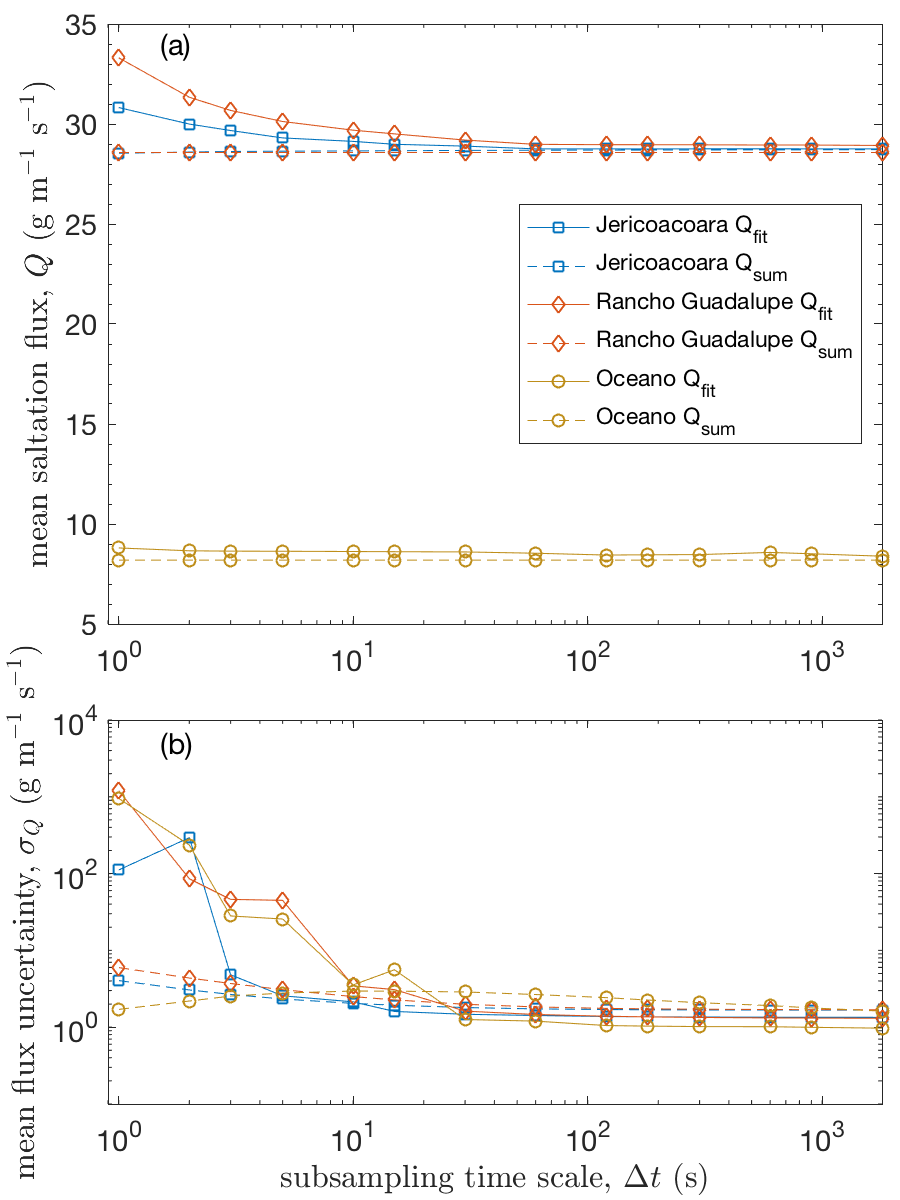 (a)
35
30
25
20
15
10
5
mean saltation flux, Q (g m⁻¹ s⁻¹)
Jericoacoara Q_fit
Jericoacoara Q_sum
Rancho Guadalupe Q_fit
Rancho Guadalupe Q_sum
Oceano Q_fit
Oceano Q_sum
10⁰ 10¹ 10² 10³
(b)
10⁴
10²
10⁰
mean flux uncertainty, σ_Q (g m⁻¹ s⁻¹)
10⁰ 10¹ 10² 10³
subsampling time scale, Δt (s)